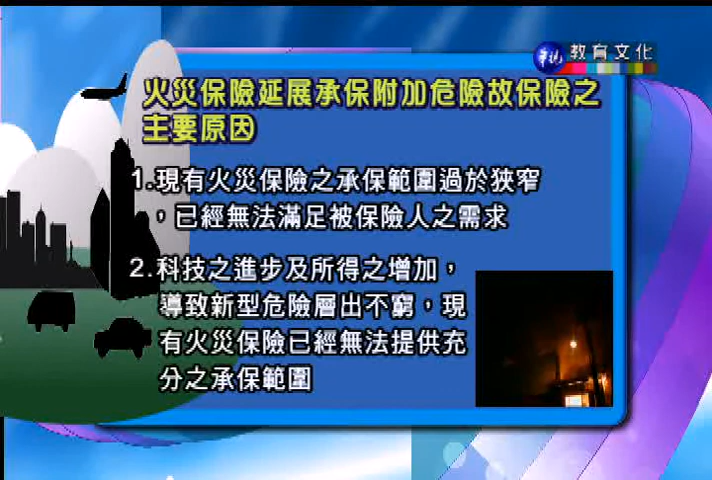 華視 教育文化
火災保險延展承保附加危險故保險之
主要原因
1.現有火災保險之承保範圍過於狹窄
，已經無法滿足被保險人之需求
2.科技之進步及所得之增加，
導致新型危險層出不窮，現
有火災保險已經無法提供充
分之承保範圍